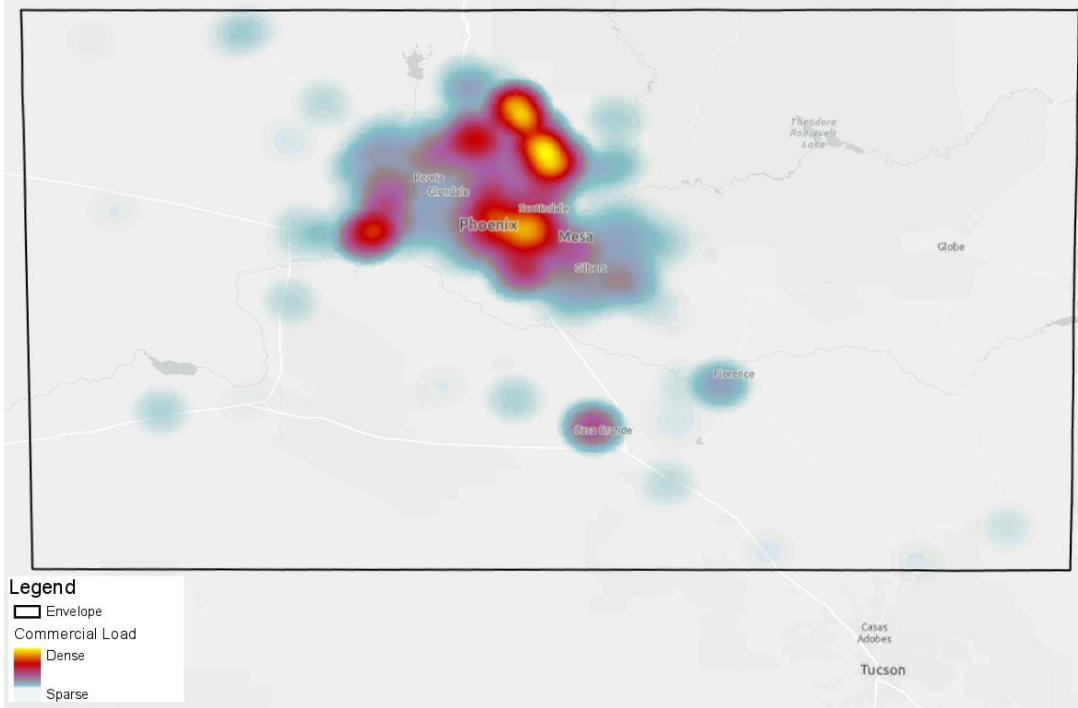 Theodore
Roosevelt
Lake
Peoria
Glendale
Scottsdale
Phoenix
Mesa
Globe
Gilbert
Florence
Casa Grande
Legend
Envelope
Commercial Load
Dense
Sparse
Casas
Adobes
Tucson